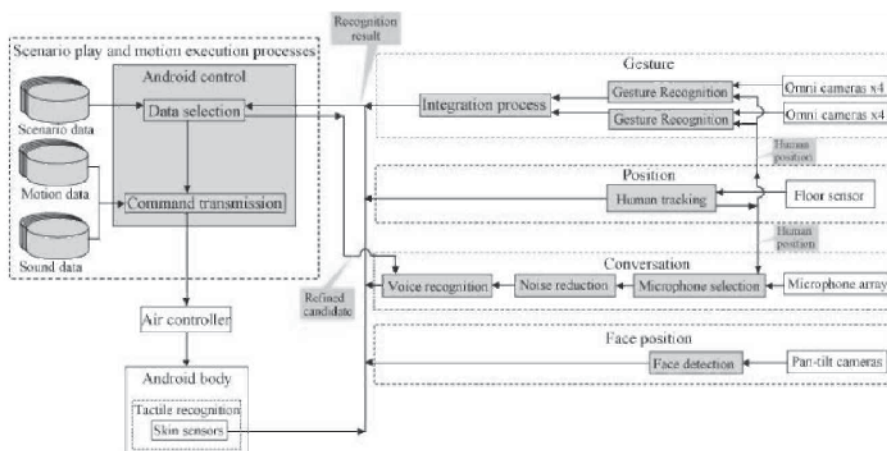 Scenario play and motion execution processes
Android control
Scenario data
Data selection
Motion data
Command transmission
Sound data
Air controller
Android body
Tactile recognition
Skin sensors
Recognition
result
Refined
candidate
Gesture
Integration process
Gesture Recognition
Omni cameras x4
Gesture Recognition
Omni cameras x4
Human
position
Position
Human tracking
Floor sensor
Human
position
Conversation
Voice recognition
Noise reduction
Microphone selection
Microphone array
Face position
Face detection
Pan-tilt cameras